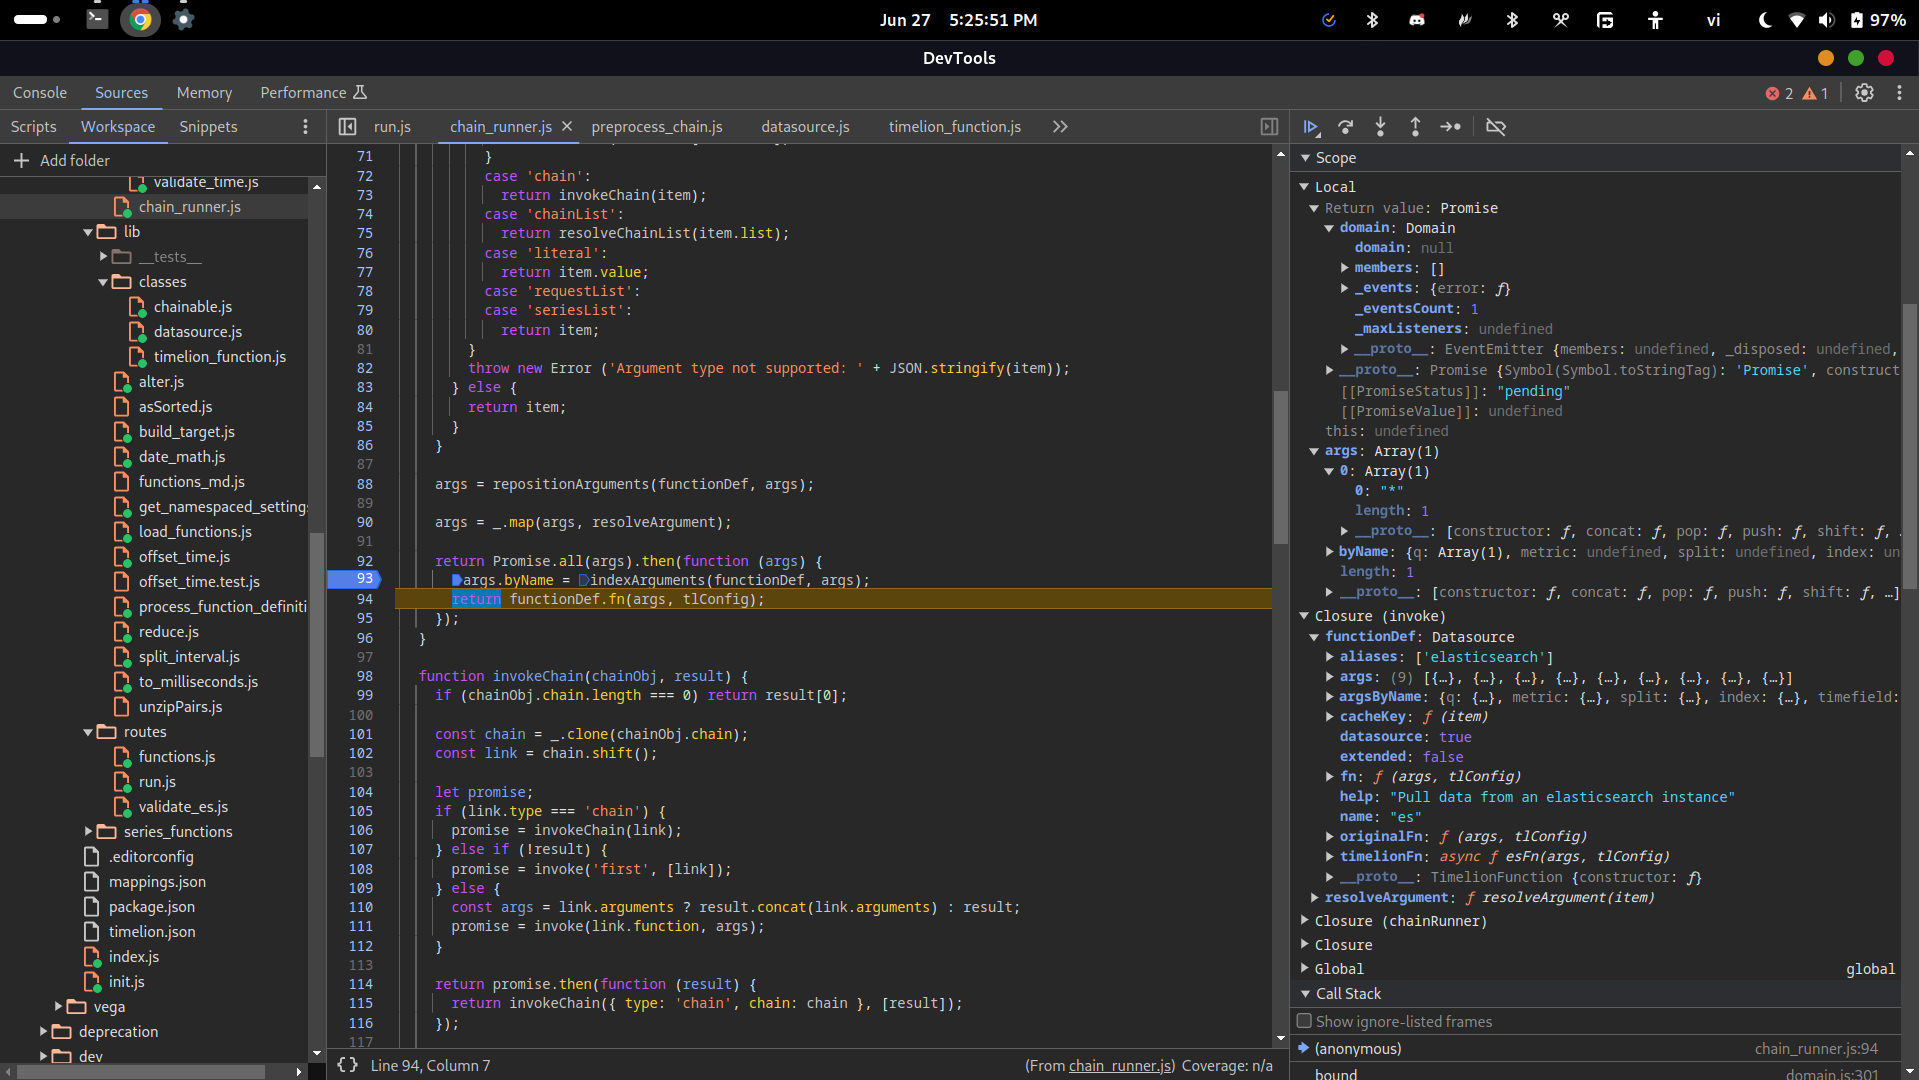 Jun 27 5:25:51 PM
vi
97%
DevTools
Console Sources Memory Performance
2 1
Scripts Workspace Snippets
run.js chain_runner.js preprocess_chain.js datasource.js timelion_function.js
Add folder
validate_time.js
chain_runner.js
lib
__tests__
classes
chainable.js
datasource.js
timelion_function.js
alter.js
asSorted.js
build_target.js
date_math.js
functions_md.js
get_namespaced_setting
load_functions.js
offset_time.js
offset_time.test.js
process_function_definiti
reduce.js
split_interval.js
to_milliseconds.js
unzipPairs.js
routes
functions.js
run.js
validate_es.js
series_functions
.editorconfig
mappings.json
package.json
timelion.json
index.js
init.js
vega
deprecation
dev
71 }
72 case 'chain':
73 return invokeChain(item);
74 case 'chainList':
75 return resolveChainList(item.list);
76 case 'literal':
77 return item.value;
78 case 'requestList':
79 case 'seriesList':
80 return item;
81 }
82 throw new Error ('Argument type not supported: ' + JSON.stringify(item));
83 } else {
84 return item;
85 }
86 }
87
88 args = repositionArguments(functionDef, args);
89
90 args = _.map(args, resolveArgument);
91
92 return Promise.all(args).then(function (args) {
93 args.byName = indexArguments(functionDef, args);
94 return functionDef.fn(args, tlConfig);
95 });
96 }
97
98 function invokeChain(chainObj, result) {
99 if (chainObj.chain.length === 0) return result[0];
100
101 const chain = _.clone(chainObj.chain);
102 const link = chain.shift();
103
104 let promise;
105 if (link.type === 'chain') {
106 promise = invokeChain(link);
107 } else if (!result) {
108 promise = invoke('first', [link]);
109 } else {
110 const args = link.arguments ? result.concat(link.arguments) : result;
111 promise = invoke(link.function, args);
112 }
113
114 return promise.then(function (result) {
115 return invokeChain({ type: 'chain', chain: chain }, [result]);
116 });
117
{} Line 94, Column 7 (From chain_runner.js) Coverage: n/a
Scope
Local
Return value: Promise
domain: Domain
domain: null
members: []
_events: {error: ƒ}
_eventsCount: 1
_maxListeners: undefined
__proto__: EventEmitter {members: undefined, _disposed: undefined,
__proto__: Promise {Symbol(Symbol.toStringTag): 'Promise', construct
[[PromiseStatus]]: "pending"
[[PromiseValue]]: undefined
this: undefined
args: Array(1)
0: Array(1)
0: "*"
length: 1
__proto__: [constructor: ƒ, concat: ƒ, pop: ƒ, push: ƒ, shift: ƒ, .
byName: {q: Array(1), metric: undefined, split: undefined, index: un
length: 1
__proto__: [constructor: ƒ, concat: ƒ, pop: ƒ, push: ƒ, shift: ƒ, …]
Closure (invoke)
functionDef: Datasource
aliases: ['elasticsearch']
args: (9) [{…}, {…}, {…}, {…}, {…}, {…}, {…}, {…}, {…}]
argsByName: {q: {…}, metric: {…}, split: {…}, index: {…}, timefield:
cacheKey: ƒ (item)
datasource: true
extended: false
fn: ƒ (args, tlConfig)
help: "Pull data from an elasticsearch instance"
name: "es"
originalFn: ƒ (args, tlConfig)
timelionFn: async ƒ esFn(args, tlConfig)
__proto__: TimelionFunction {constructor: ƒ}
resolveArgument: ƒ resolveArgument(item)
Closure (chainRunner)
Closure
Global global
Call Stack
Show ignore-listed frames
(anonymous) chain_runner.js:94
bound domain.js:301